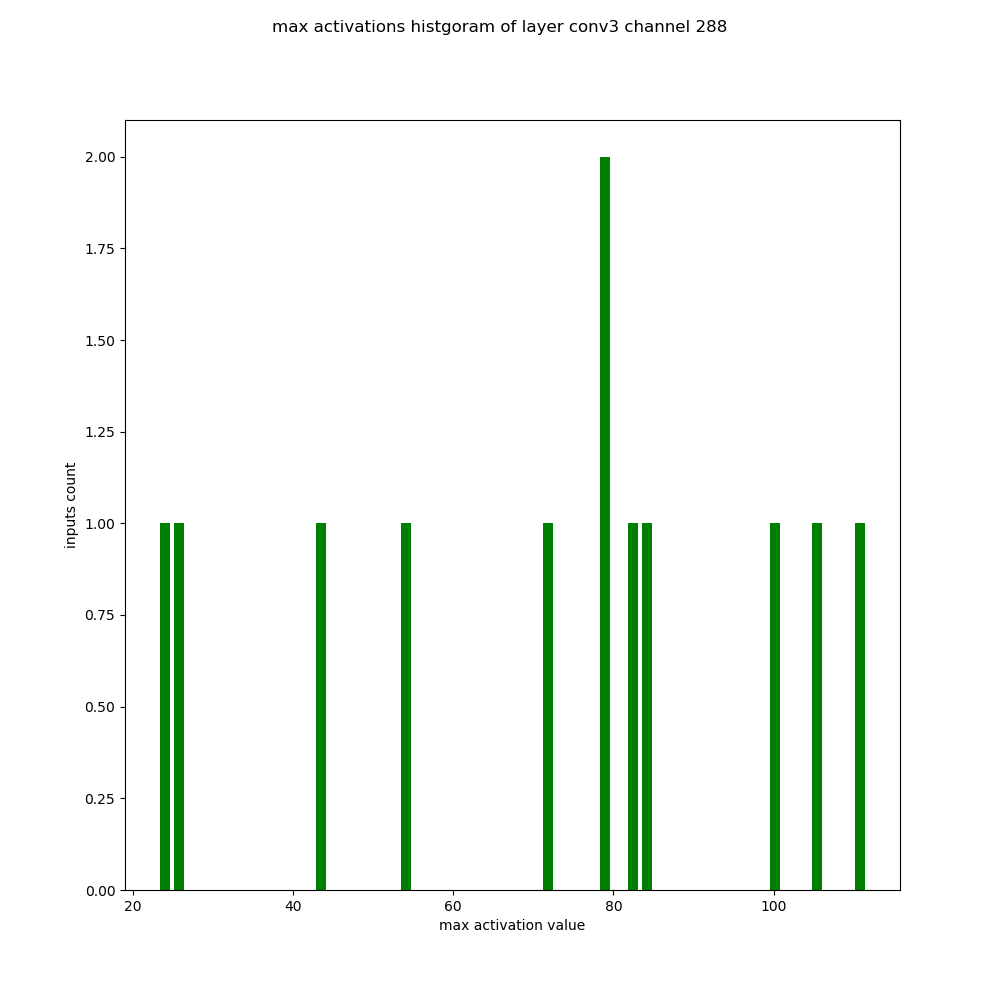 max activations histgoram of layer conv3 channel 288
2.00
1.75
1.50
1.25
1.00
0.75
0.50
0.25
0.00
inputs count
20 40 60 80 100
max activation value